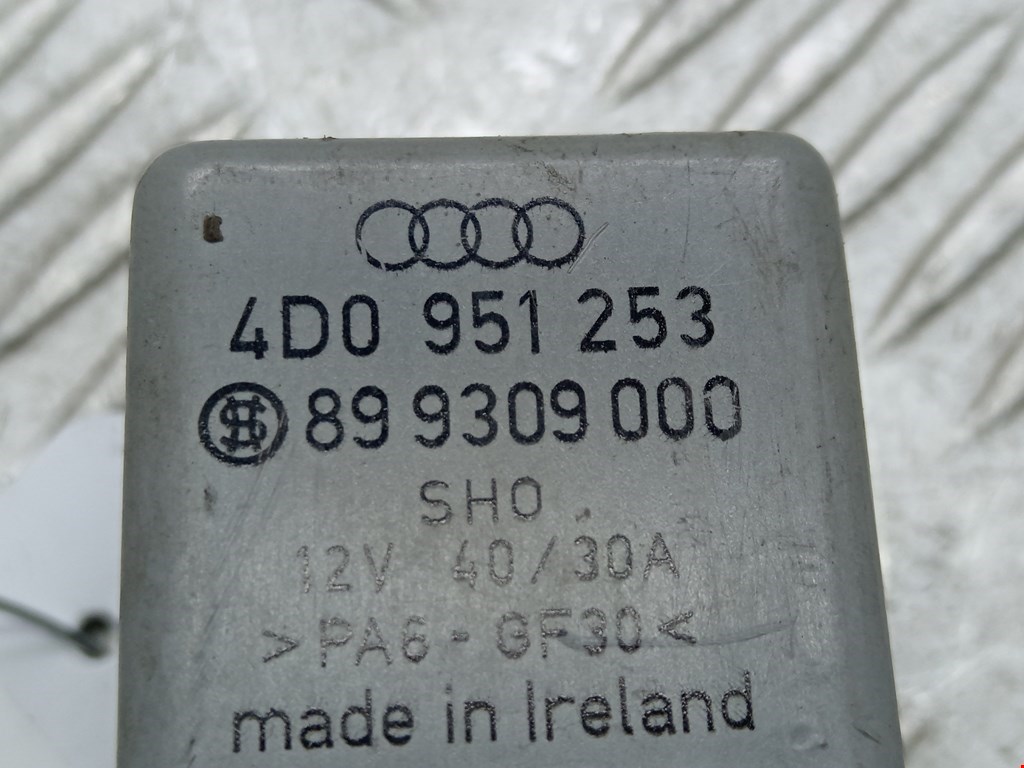 4D0 951 253
89 9309 000
SHO
12V 40/30A
>PA6-GF30<
made in Ireland